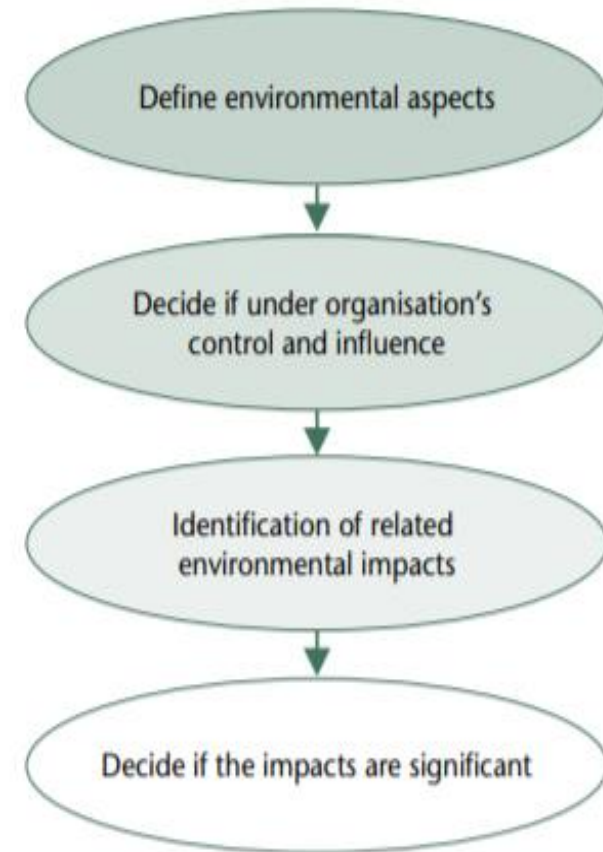 Define environmental aspects
Decide if under organisation's
control and influence
Identification of related
environmental impacts
Decide if the impacts are significant